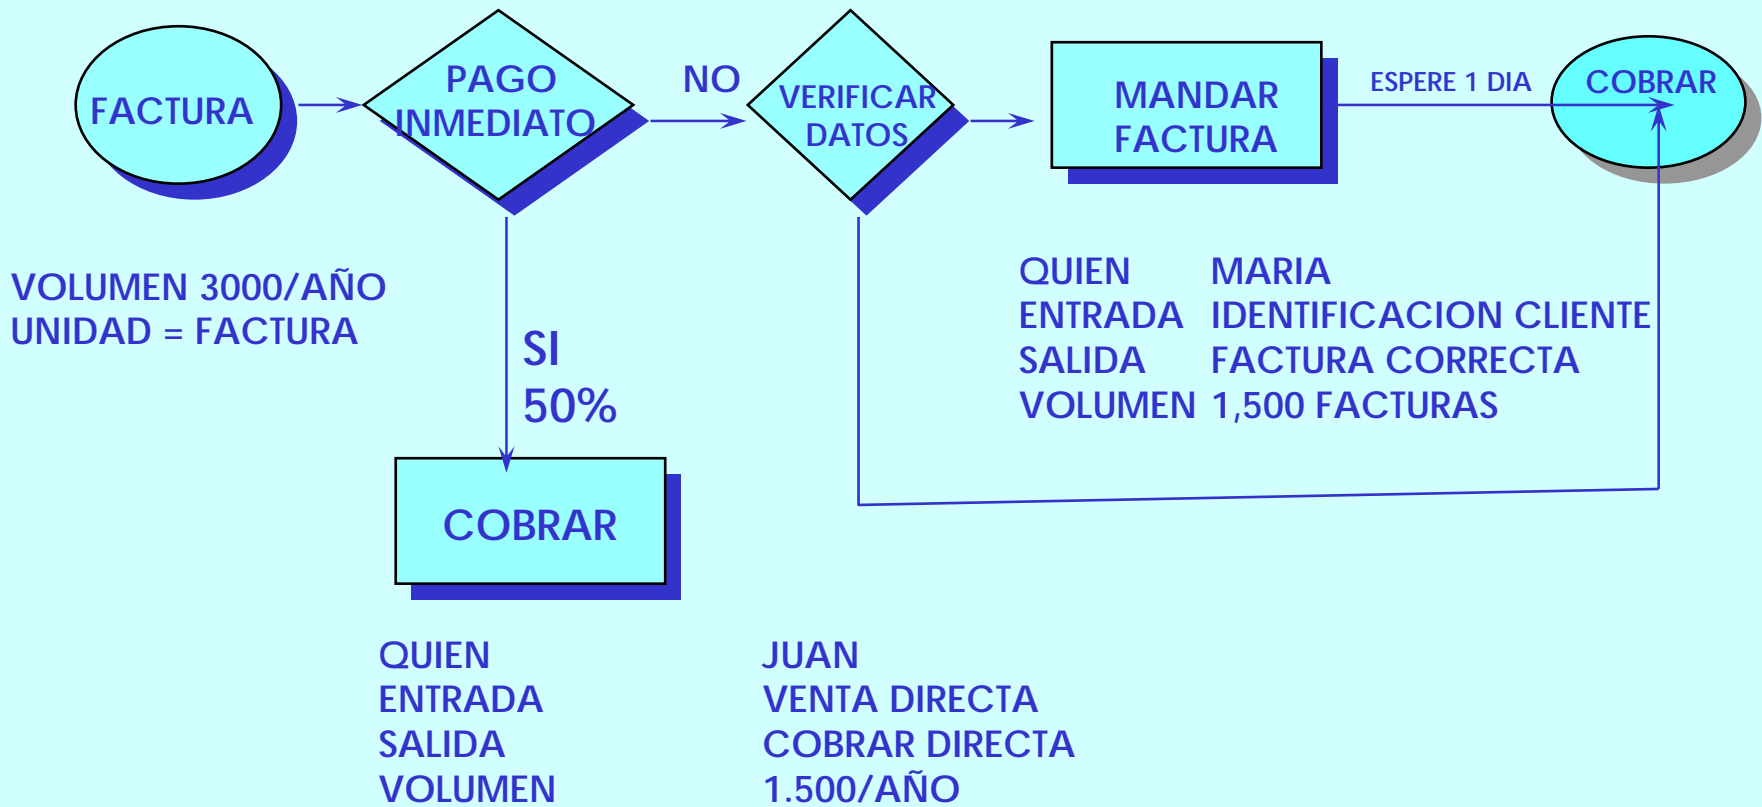 FACTURA
PAGO
INMEDIATO
NO
VERIFICAR
DATOS
MANDAR
FACTURA
ESPERE 1 DIA
COBRAR
VOLUMEN 3000/AÑO
UNIDAD = FACTURA
SI
50%
QUIEN MARIA
ENTRADA IDENTIFICACION CLIENTE
SALIDA FACTURA CORRECTA
VOLUMEN 1,500 FACTURAS
COBRAR
QUIEN JUAN
ENTRADA VENTA DIRECTA
SALIDA COBRAR DIRECTA
VOLUMEN 1.500/AÑO